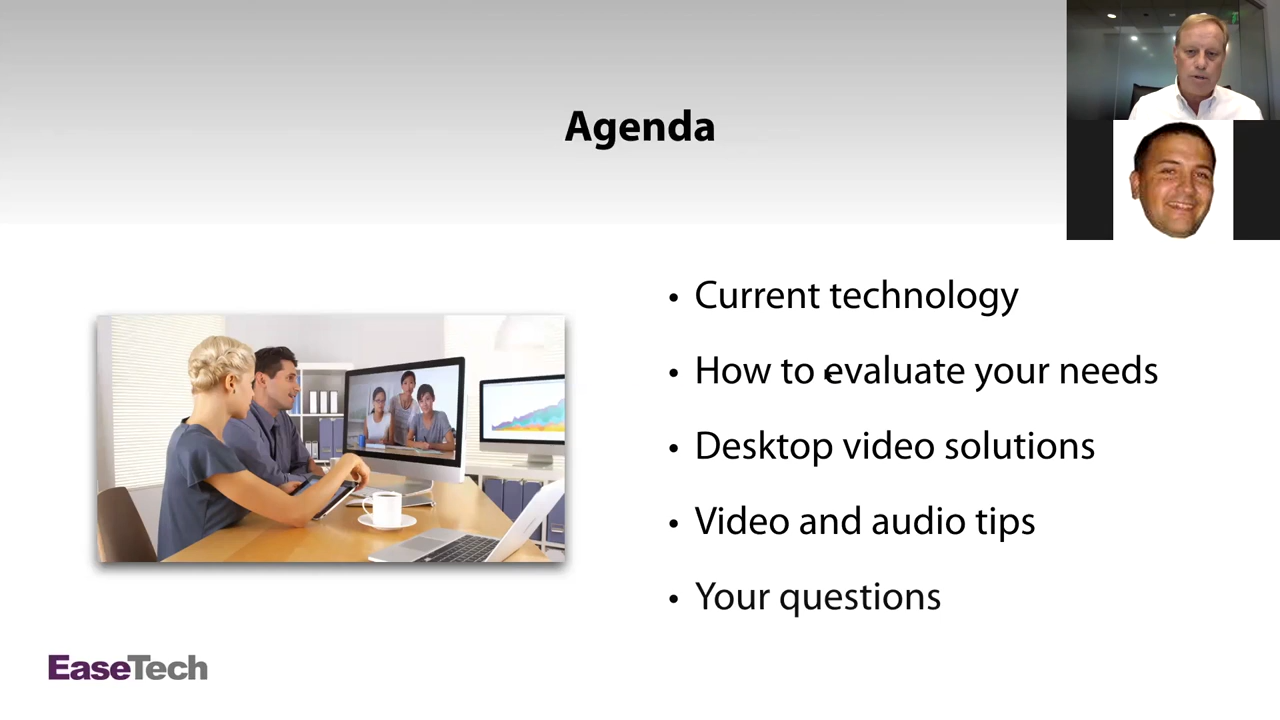 Agenda
• Current technology
• How to evaluate your needs
• Desktop video solutions
• Video and audio tips
• Your questions
EaseTech